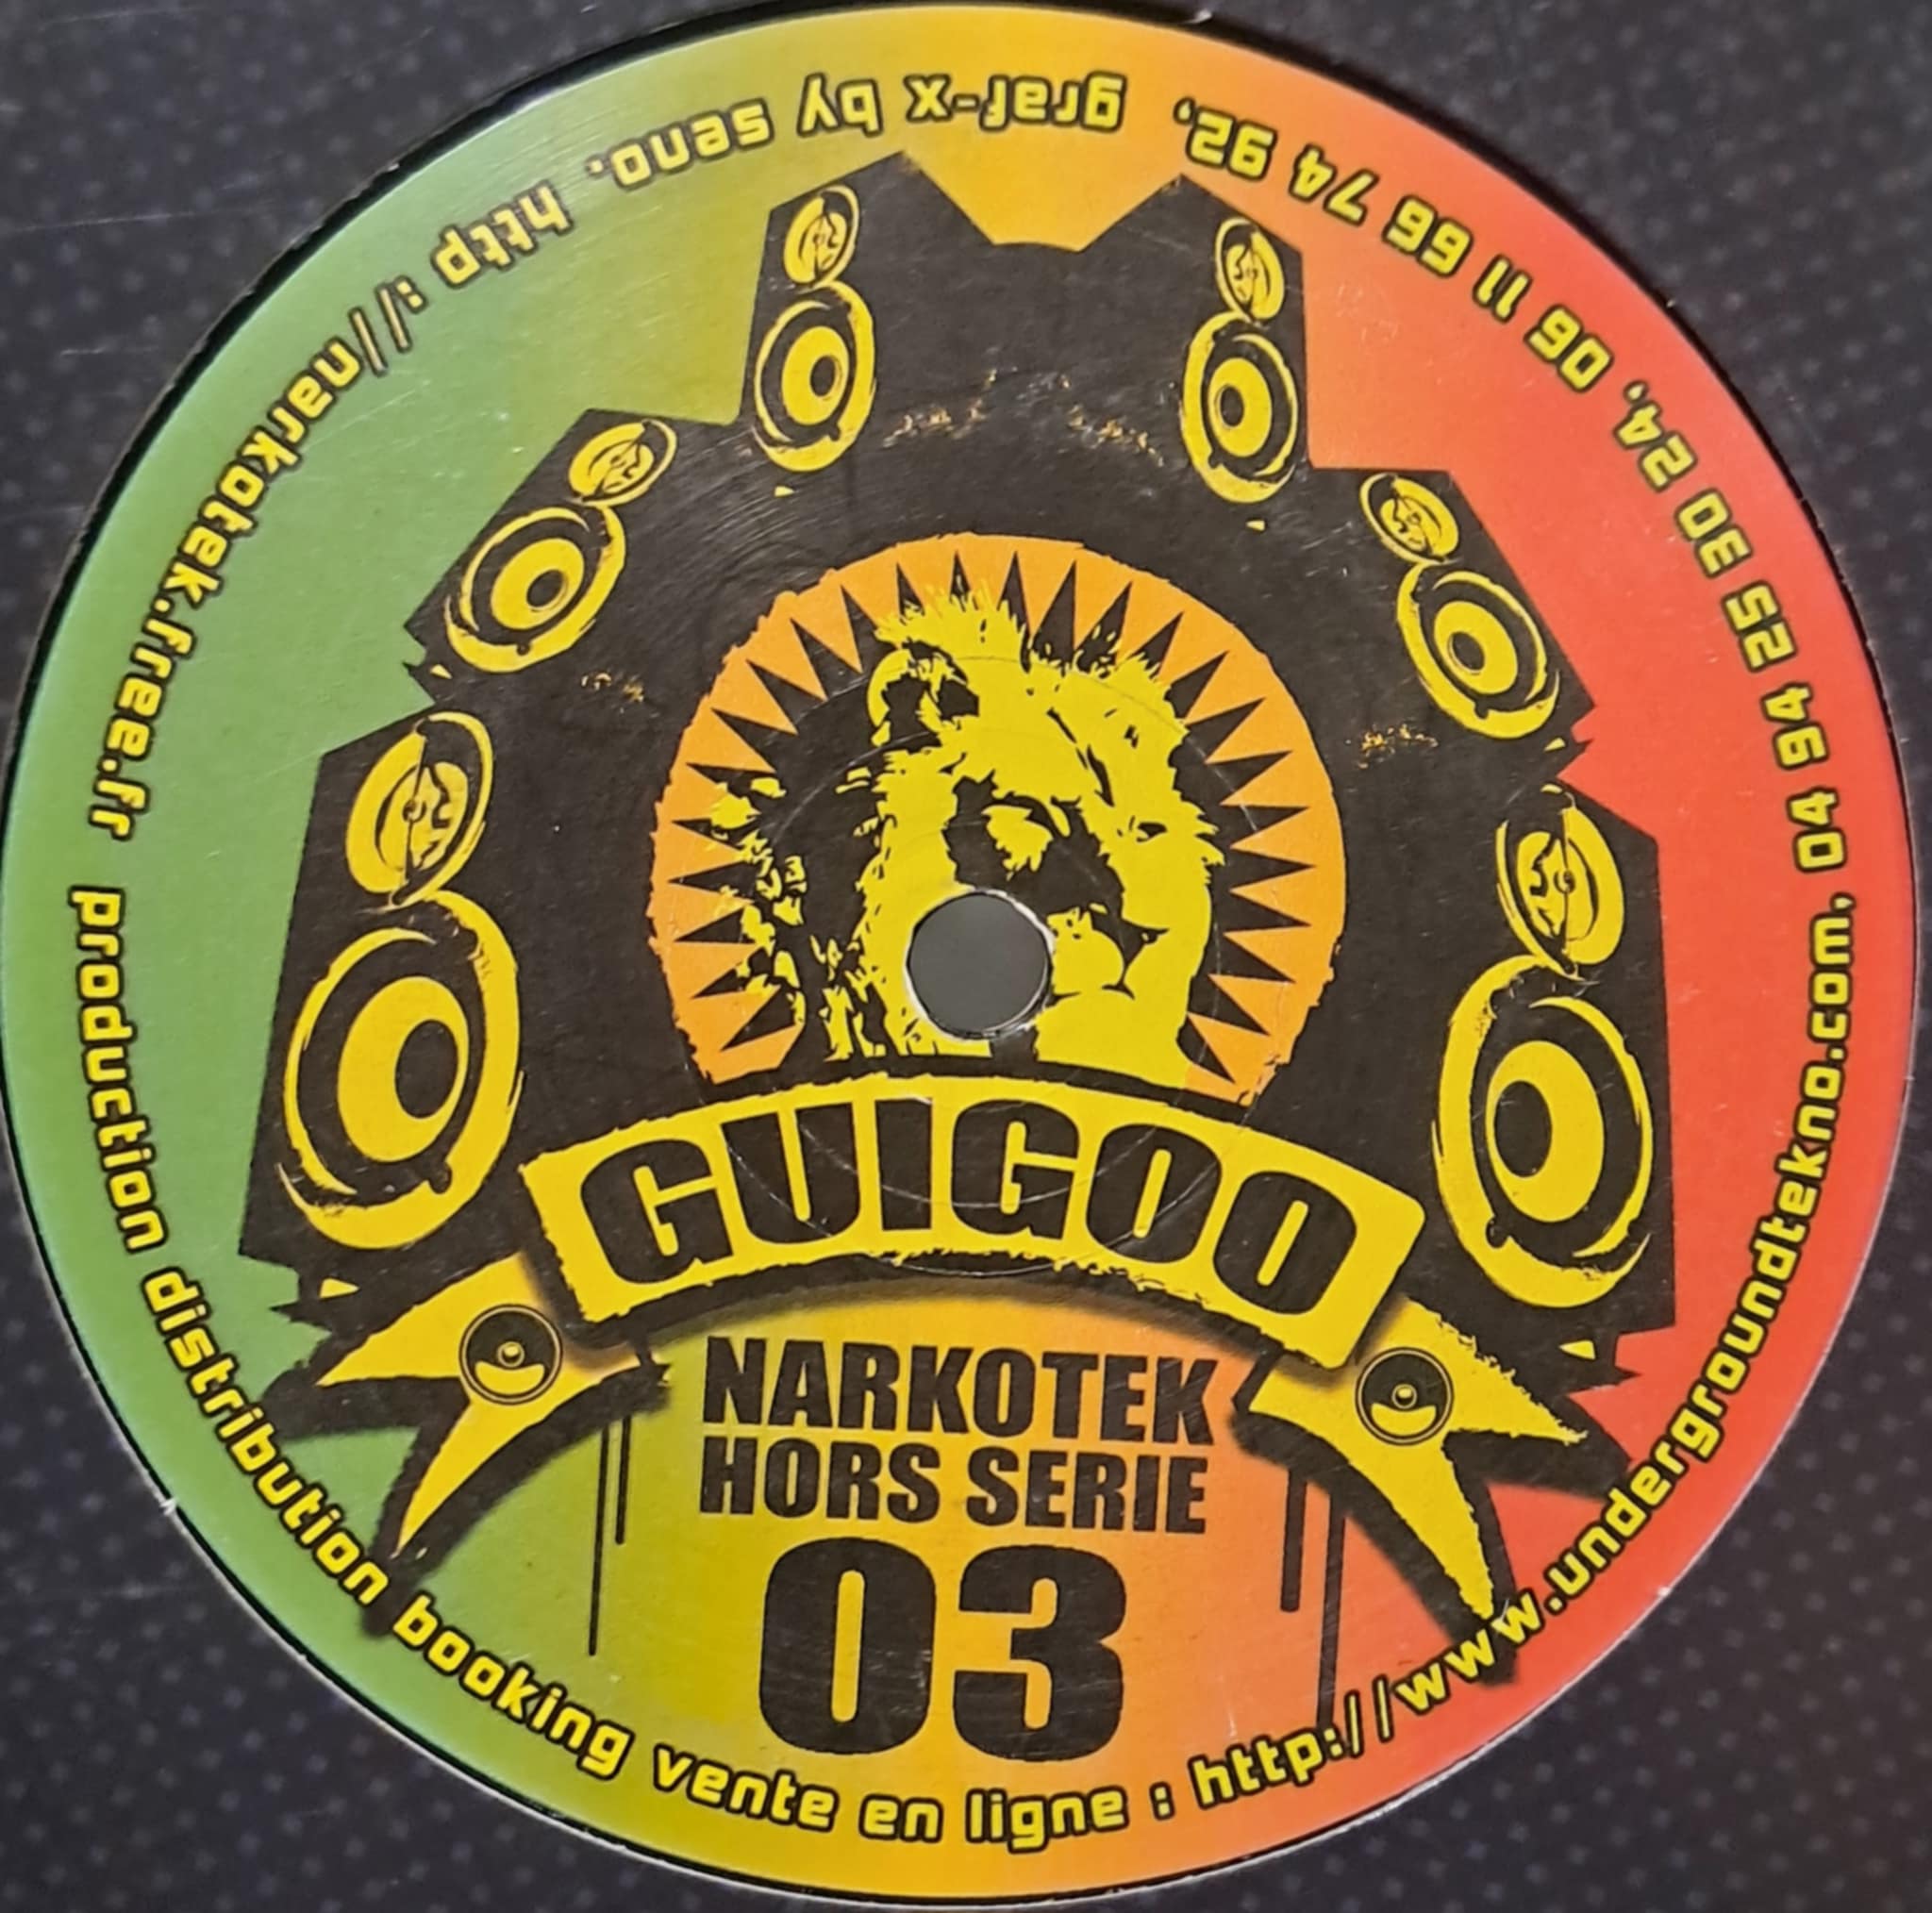 GUIGOO
NARKOTEK
HORS SERIE
03
http ://narkotek.free.fr production distribution booking vente en ligne : http://www.undergroundtekno.com, 04 94 25 30 24, 06 11 66 74 92, graf-x by seno.